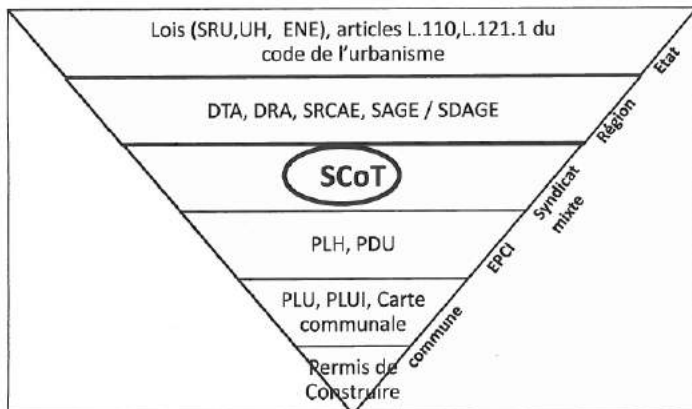 Lois (SRU,UH, ENE), articles L.110,L.121.1 du
code de l'urbanisme
Etat
DTA, DRA, SRCAE, SAGE / SDAGE
Région
SCoT
Syndicat
mixte
PLH, PDU
EPCI
PLU, PLUI, Carte
communale
commune
Permis de
Construire